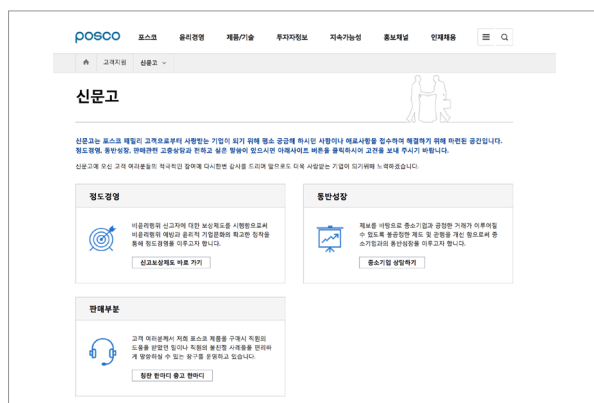 posco 포스코 윤리경영 제품/기술 투자자정보 지속가능성 홍보채널 인재채용
고객지원 신문고
신문고
신문고는 포스코 패밀리 고객으로부터 사랑받는 기업이 되기 위해 평소 궁금해 하시던 사항이나 애로사항을 접수하여 해결하기 위해 마련된 공간입니다.
정도경영, 동반성장, 판매관련 고충상담과 전하고 싶은 말씀이 있으시면 아래사이트 버튼을 클릭하시어 고견을 보내 주시기 바랍니다.
신문고에 오신 고객 여러분들의 적극적인 참여에 다시한번 감사를 드리며 앞으로도 더욱 사랑받는 기업이 되기위해 노력하겠습니다.
정도경영
비윤리행위 신고자에 대한 보상제도를 시행함으로써
비윤리행위 예방과 윤리적 기업문화의 확고한 정착을
통해 정도경영을 이루고자 합니다.
신고보상제도 바로 가기
동반성장
제보를 바탕으로 중소기업과 공정한 거래가 이루어질
수 있도록 불공정한 제도 및 관행을 개선 함으로써 중
소기업과의 동반성장을 이루고자 합니다.
중소기업 상담하기
판매부분
고객 여러분께서 저희 포스코 제품을 구매시 직원의
도움을 받았던 일이나 직원의 불친절 사례등을 편리하
게 말씀하실 수 있는 창구를 운영하고 있습니다.
칭찬 한마디 충고 한마디